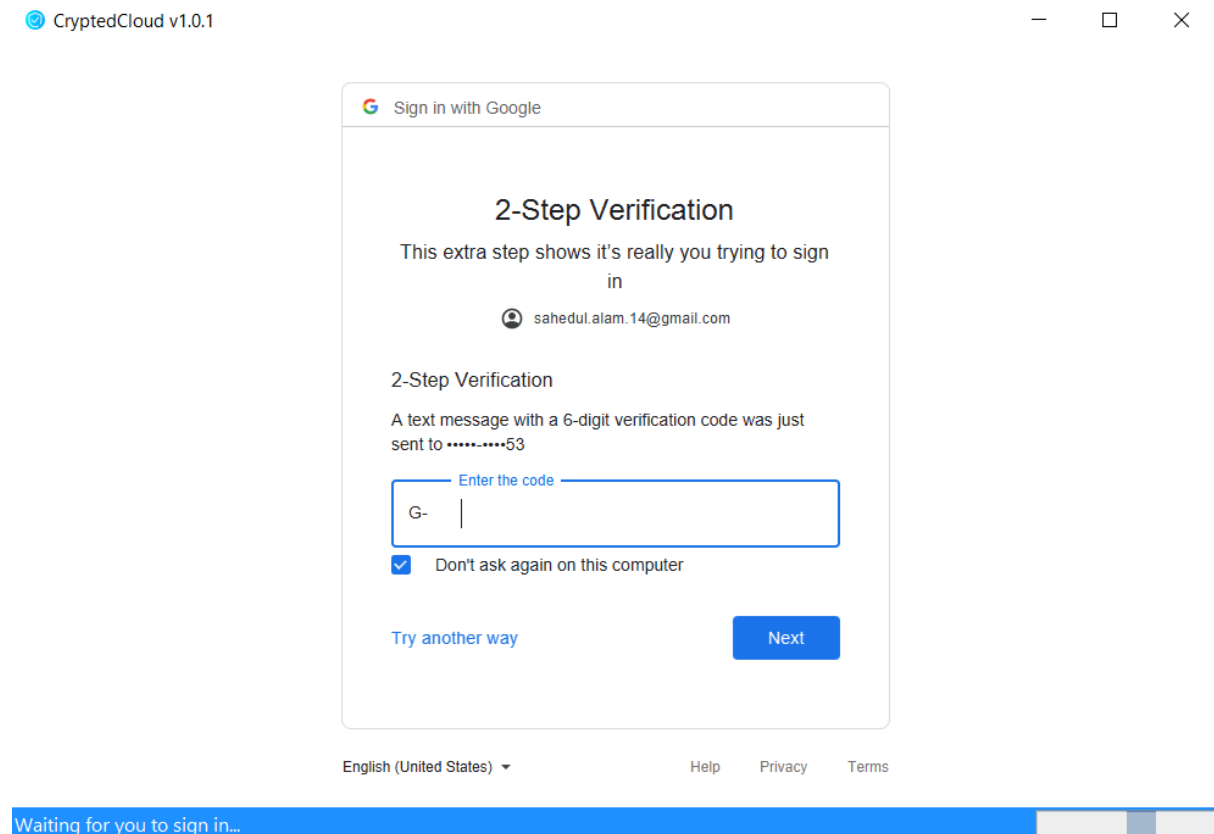 CryptedCloud v1.0.1
Sign in with Google
2-Step Verification
This extra step shows it's really you trying to sign
in
sahedul.alam.14@gmail.com
2-Step Verification
A text message with a 6-digit verification code was just
sent to •••••-••••53
Enter the code
G-
Don't ask again on this computer
Try another way
Next
English (United States)
Help Privacy Terms
Waiting for you to sign in...